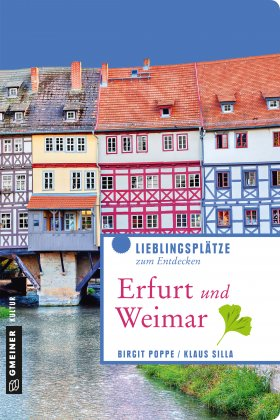 LIEBLINGSPLÄTZE
zum Entdecken
Erfurt und
Weimar
BIRGIT POPPE / KLAUS SILLA
GMEINER KULTUR